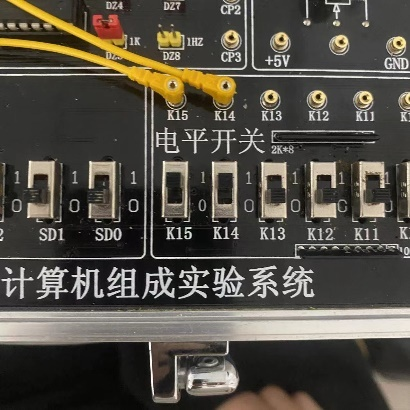 DZ4 DZ7 CP2
1K 1HZ
DZ8 CP3 +5V GND
K15 K14 K13 K12 K11
电平开关 2K*8
1 1 1 1 1 1 1
0 0 0 0 0 0 0
SD1 SD0 K15 K14 K13 K12 K11
计算机组成实验系统